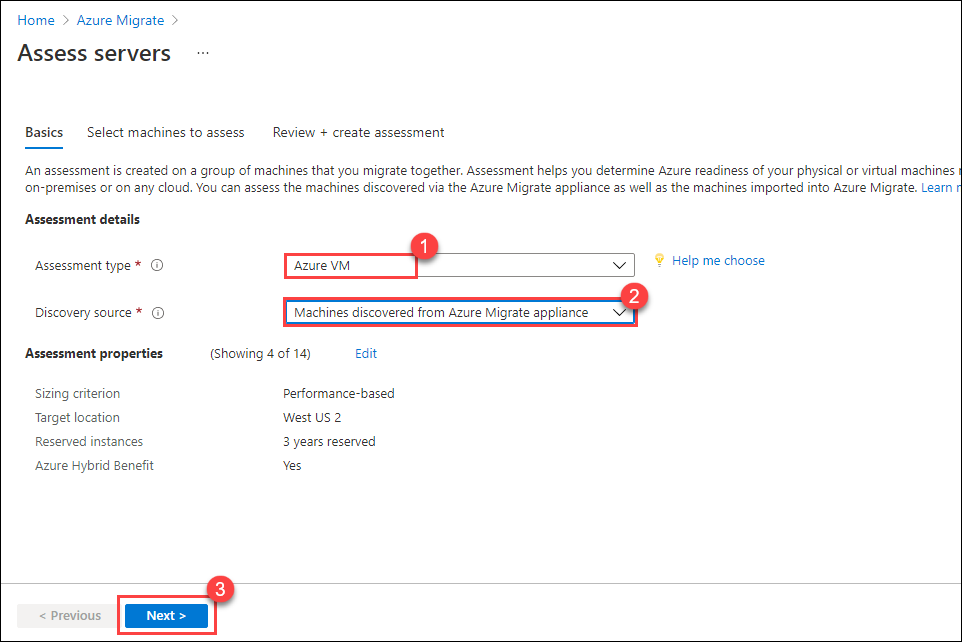 Home > Azure Migrate >
Assess servers ...
Basics Select machines to assess Review + create assessment
An assessment is created on a group of machines that you migrate together. Assessment helps you determine Azure readiness of your physical or virtual machines
on-premises or on any cloud. You can assess the machines discovered via the Azure Migrate appliance as well as the machines imported into Azure Migrate. Learn
Assessment details
1
Assessment type * Azure VM Help me choose
2
Discovery source * Machines discovered from Azure Migrate appliance
Assessment properties (Showing 4 of 14) Edit
Sizing criterion Performance-based
Target location West US 2
Reserved instances 3 years reserved
Azure Hybrid Benefit Yes
3
< Previous Next >